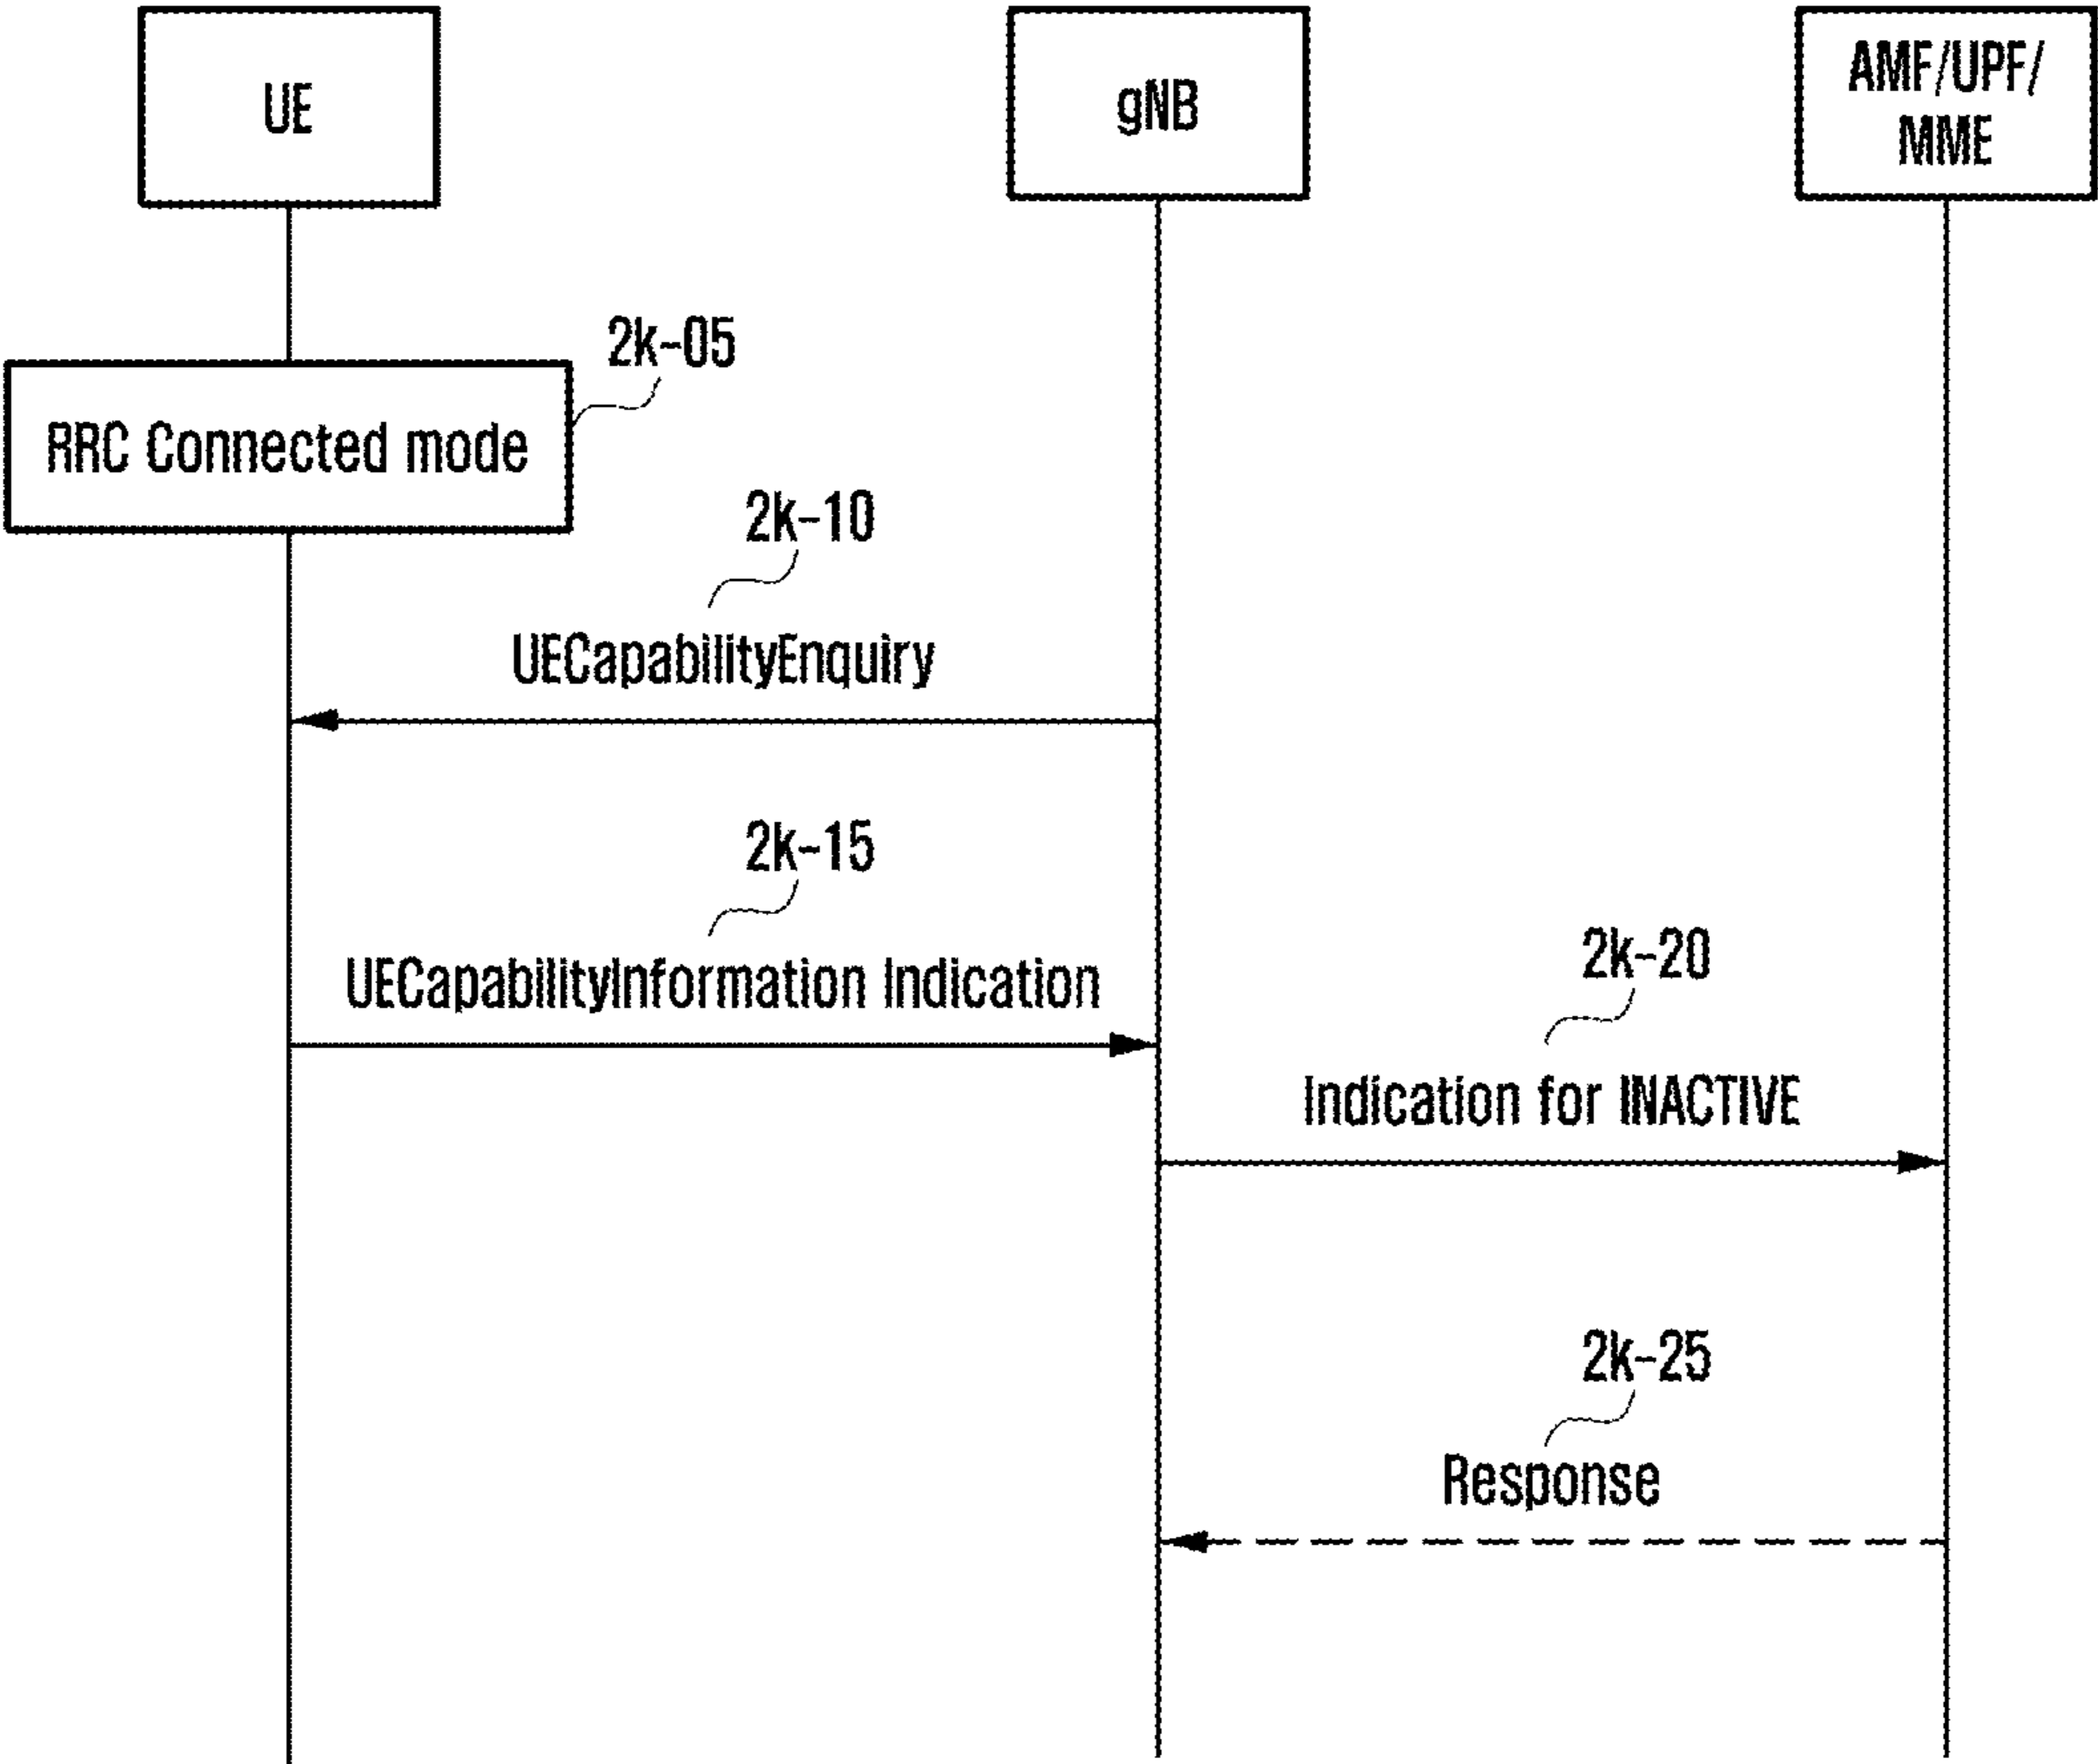 UE
gNB
AMF/UPF/
MME
2k-05
RRC Connected mode
2k-10
UECapabilityEnquiry
2k-15
UECapabilityInformation Indication
2k-20
Indication for INACTIVE
2k-25
Response